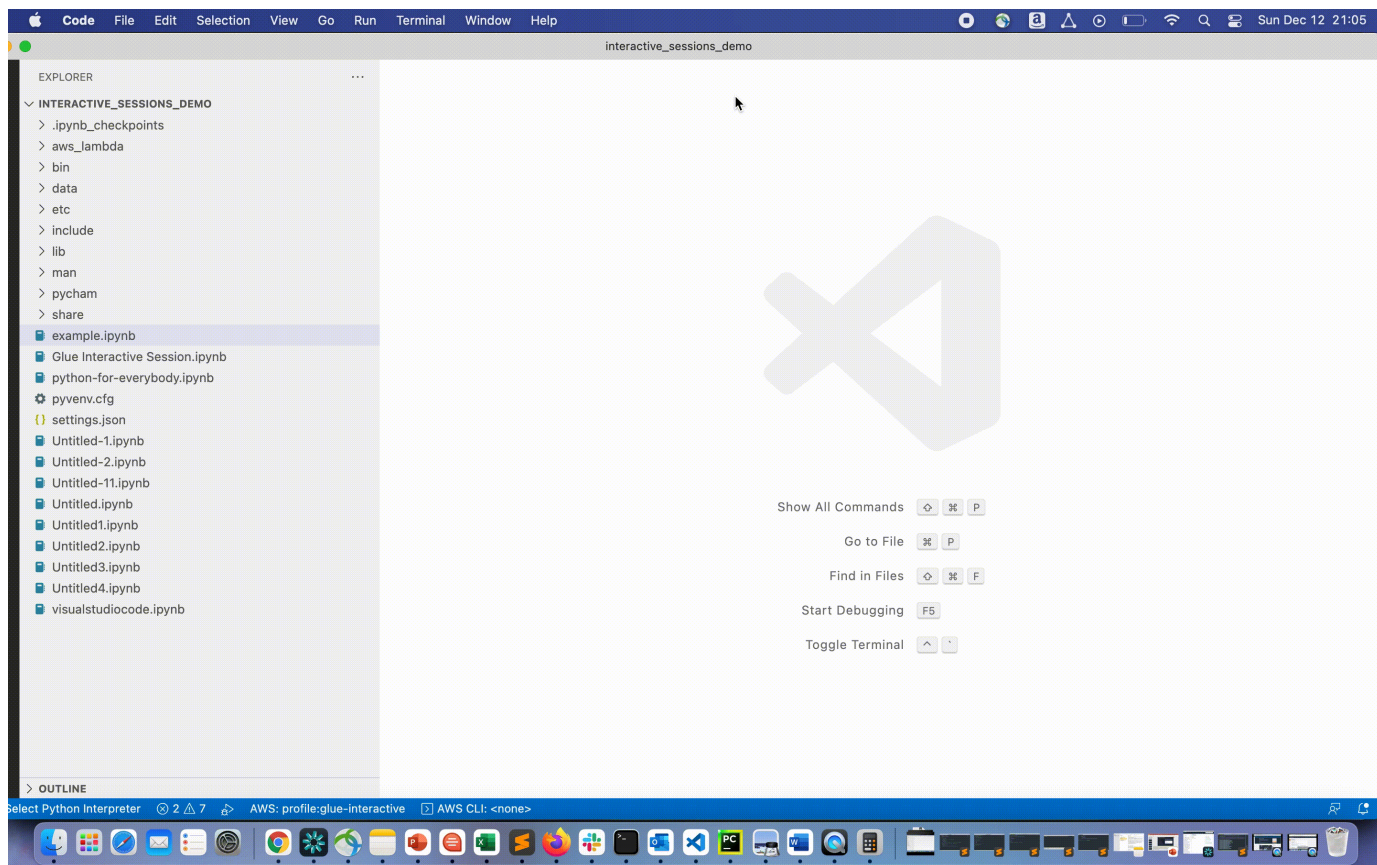 Code File Edit Selection View Go Run Terminal Window Help a Sun Dec 12 21:05
interactive_sessions_demo
EXPLORER ...
INTERACTIVE_SESSIONS_DEMO
.ipynb_checkpoints
aws_lambda
bin
data
etc
include
lib
man
pycham
share
example.ipynb
Glue Interactive Session.ipynb
python-for-everybody.ipynb
pyvenv.cfg
{} settings.json
Untitled-1.ipynb
Untitled-2.ipynb
Untitled-11.ipynb
Untitled.ipynb
Untitled1.ipynb
Untitled2.ipynb
Untitled3.ipynb
Untitled4.ipynb
visualstudiocode.ipynb
Show All Commands ⇧ ⌘ P
Go to File ⌘ P
Find in Files ⇧ ⌘ F
Start Debugging F5
Toggle Terminal ^ `
OUTLINE
Select Python Interpreter 2 7 AWS: profile:glue-interactive AWS CLI: <none>
PC